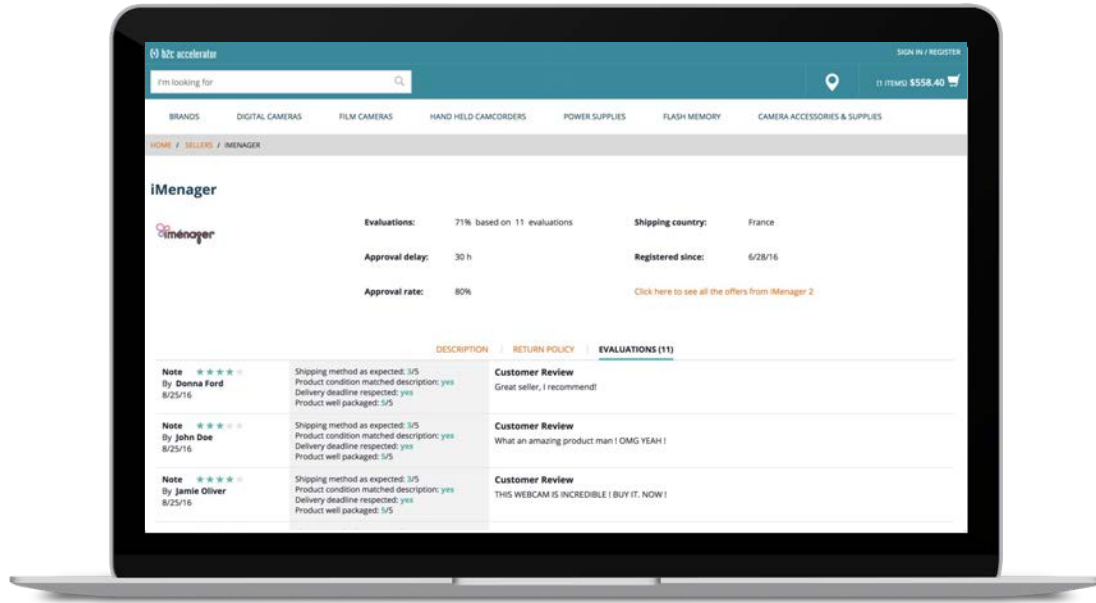 (•) b2c accelerator
SIGN IN / REGISTER
I'm looking for
(1 ITEMS) $558.40
BRANDS DIGITAL CAMERAS FILM CAMERAS HAND HELD CAMCORDERS POWER SUPPLIES FLASH MEMORY CAMERA ACCESSORIES & SUPPLIES
HOME / SELLERS / IMENAGER
iMenager
iménager
Evaluations: 71% based on 11 evaluations
Shipping country: France
Approval delay: 30 h
Registered since: 6/28/16
Approval rate: 80%
Click here to see all the offers from iMenager 2
DESCRIPTION RETURN POLICY EVALUATIONS (11)
Note
By Donna Ford
8/25/16
Shipping method as expected: 3/5
Product condition matched description: yes
Delivery deadline respected: yes
Product well packaged: 5/5
Customer Review
Great seller, I recommend!
Note
By John Doe
8/25/16
Shipping method as expected: 3/5
Product condition matched description: yes
Delivery deadline respected: yes
Product well packaged: 5/5
Customer Review
What an amazing product man ! OMG YEAH !
Note
By Jamie Oliver
8/25/16
Shipping method as expected: 3/5
Product condition matched description: yes
Delivery deadline respected: yes
Product well packaged: 5/5
Customer Review
THIS WEBCAM IS INCREDIBLE ! BUY IT. NOW !